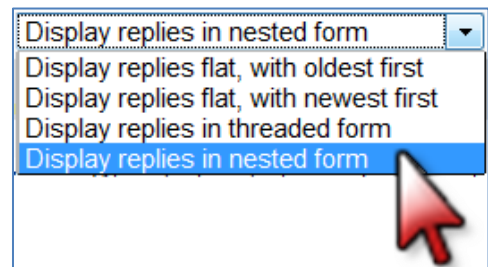 Display replies in nested form
Display replies flat, with oldest first
Display replies flat, with newest first
Display replies in threaded form
Display replies in nested form